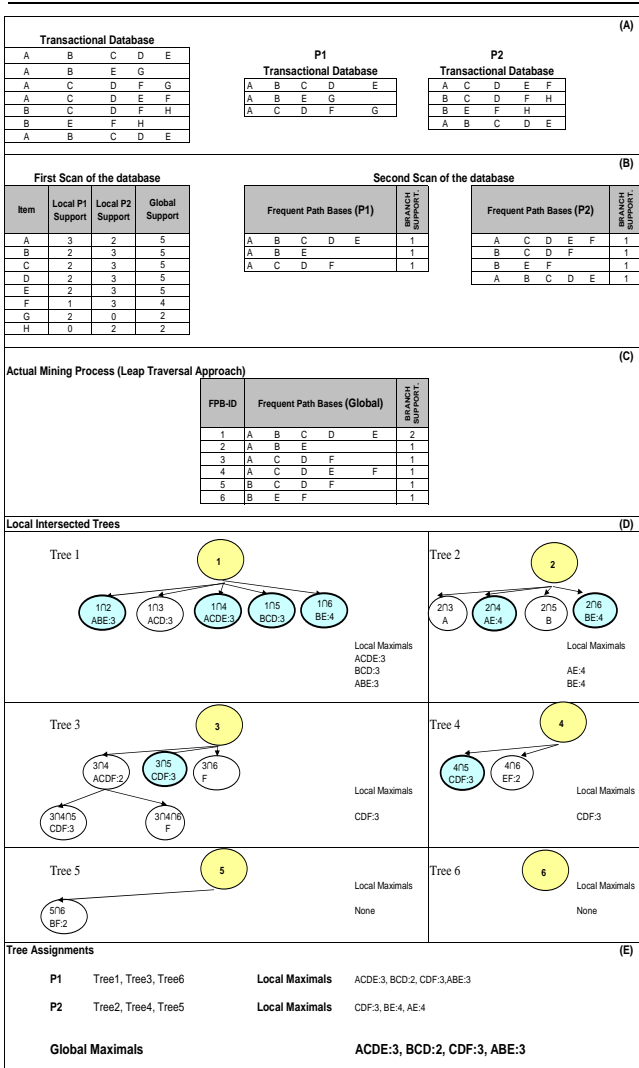 (A)
Transactional Database
A B C D E
A B E G
A C D F G
A C D E F
B C D F H
B E F H
A B C D E
P1
Transactional Database
A B C D E
A B E G
A C D F G
P2
Transactional Database
A C D E F
B C D F H
B E F H
A B C D E
(B)
First Scan of the database
Item Local P1 Support Local P2 Support Global Support
A 3 2 5
B 2 3 5
C 2 3 5
D 2 3 5
E 2 3 5
F 1 3 4
G 2 0 2
H 0 2 2
Second Scan of the database
Frequent Path Bases (P1) BRANCH SUPPORT.
A B C D E 1
A B E 1
A C D F 1
Frequent Path Bases (P2) BRANCH SUPPORT.
A C D E F 1
B C D F 1
B E F 1
A B C D E 1
(C)
Actual Mining Process (Leap Traversal Approach)
FPB-ID Frequent Path Bases (Global) BRANCH SUPPORT.
1 A B C D E 2
2 A B E 1
3 A C D F 1
4 A C D E F 1
5 B C D F 1
6 B E F 1
Local Intersected Trees (D)
Tree 1
1
1∩2
ABE:3
1∩3
ACD:3
1∩4
ACDE:3
1∩5
BCD:3
1∩6
BE:4
Local Maximals
ACDE:3
BCD:3
ABE:3
Tree 2
2
2∩3
A
2∩4
AE:4
2∩5
B
2∩6
BE:4
Local Maximals
AE:4
BE:4
Tree 3
3
3∩4
ACDF:2
3∩5
CDF:3
3∩6
F
3∩4∩5
CDF:3
3∩4∩6
F
Local Maximals
CDF:3
Tree 4
4
4∩5
CDF:3
4∩6
EF:2
Local Maximals
CDF:3
Tree 5
5
5∩6
BF:2
Local Maximals
None
Tree 6
6
Local Maximals
None
Tree Assignments (E)
P1 Tree1, Tree3, Tree6 Local Maximals ACDE:3, BCD:2, CDF:3,ABE:3
P2 Tree2, Tree4, Tree5 Local Maximals CDF:3, BE:4, AE:4
Global Maximals ACDE:3, BCD:2, CDF:3, ABE:3